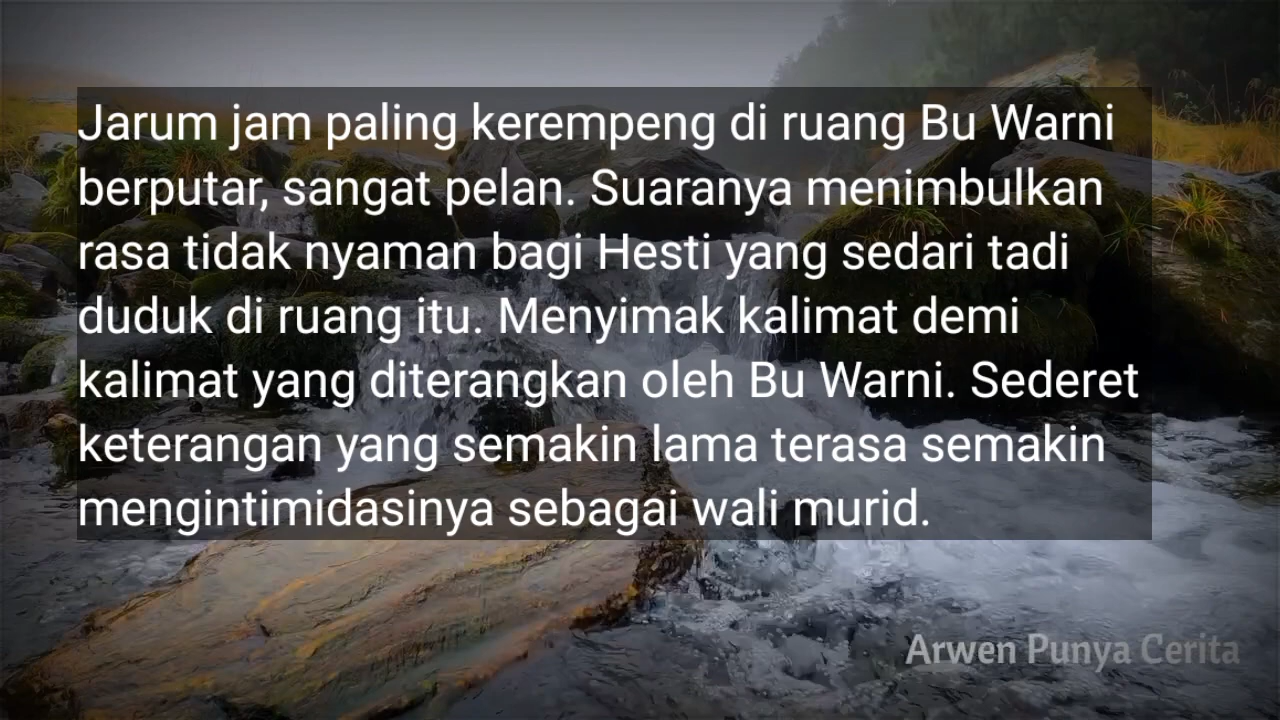 Jarum jam paling kerempeng di ruang Bu Warni
berputar, sangat pelan. Suaranya menimbulkan
rasa tidak nyaman bagi Hesti yang sedari tadi
duduk di ruang itu. Menyimak kalimat demi
kalimat yang diterangkan oleh Bu Warni. Sederet
keterangan yang semakin lama terasa semakin
mengintimidasinya sebagai wali murid.
Arwen Punya Cerita